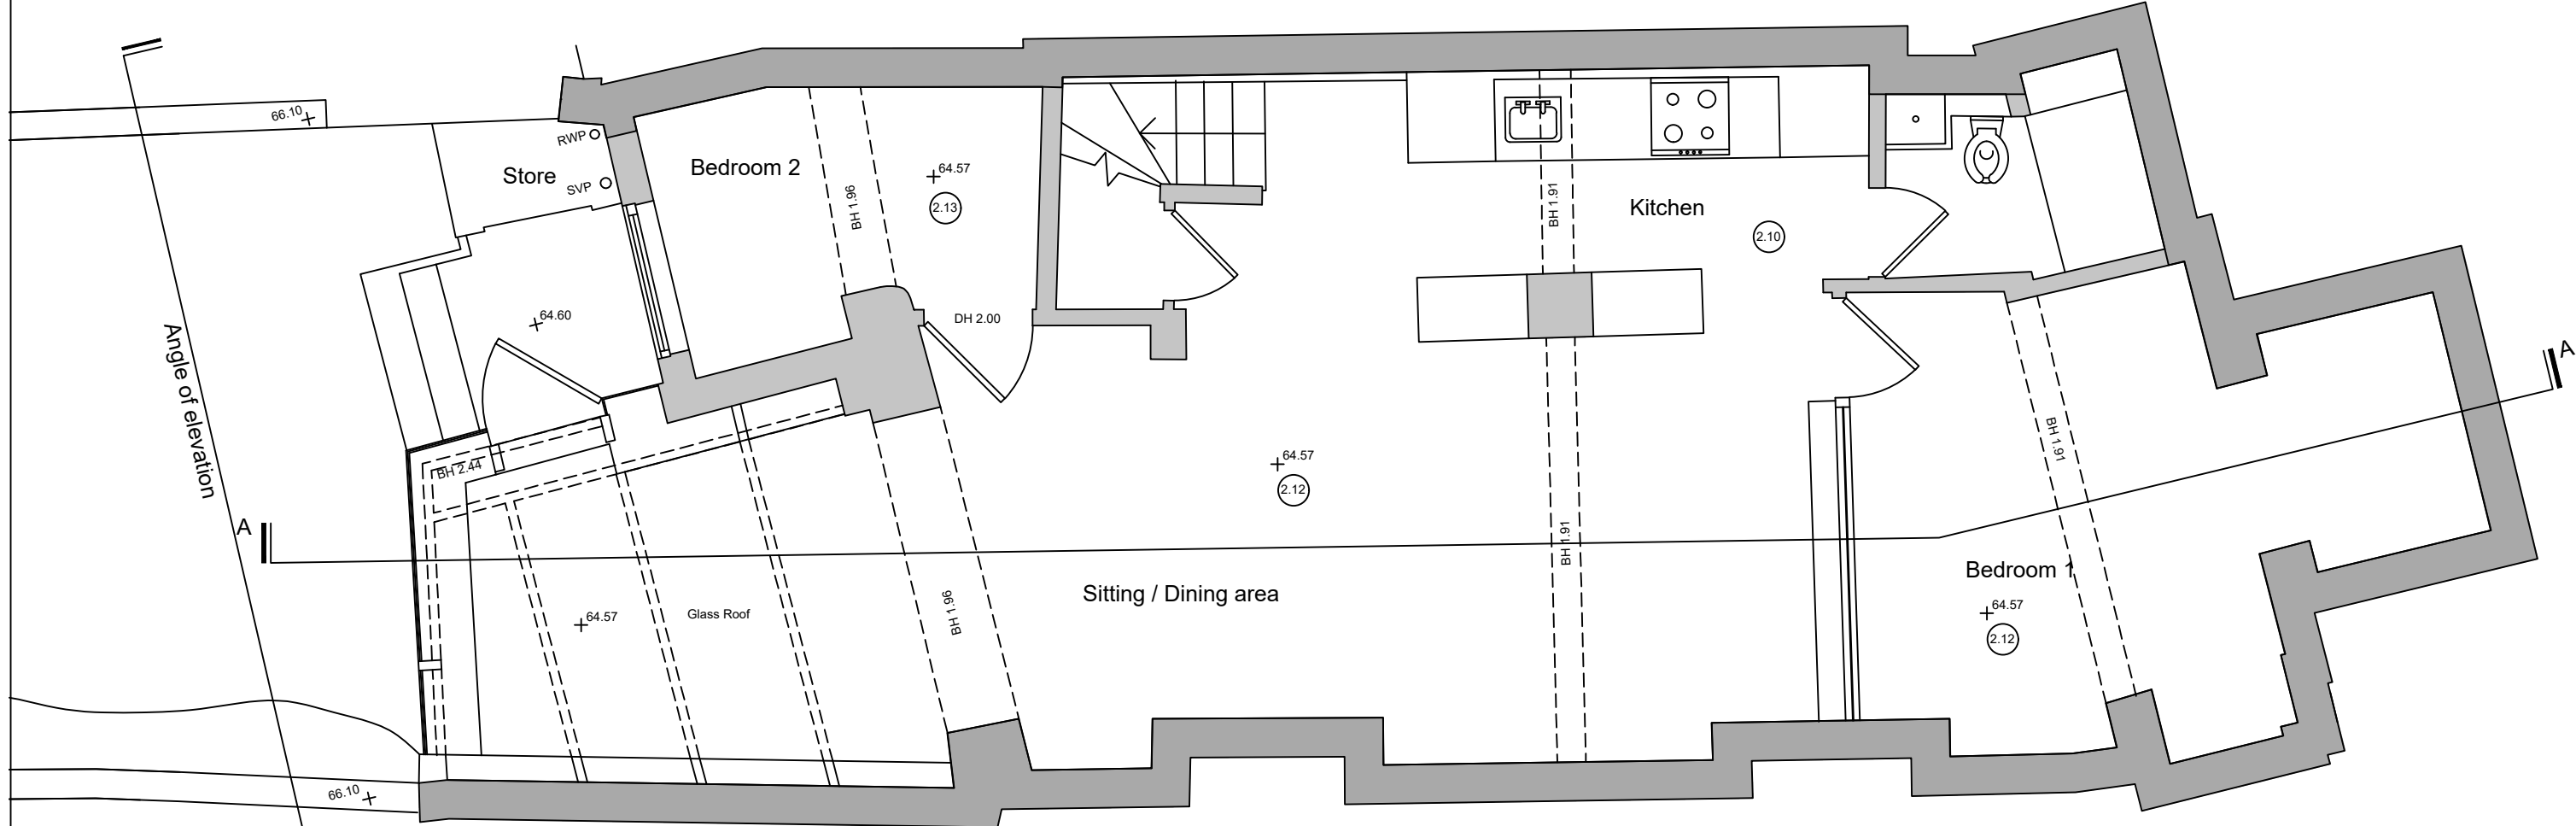 66.10
RWP
Store
SVP
Bedroom 2
BH 1.96
64.57
2.13
BH 1.91
Kitchen
2.10
64.60
DH 2.00
Angle of elevation
A
BH 2.44
64.57
2.12
BH 1.91
A
BH 1.91
Bedroom 1
64.57
2.12
Sitting / Dining area
BH 1.96
Glass Roof
64.57
66.10